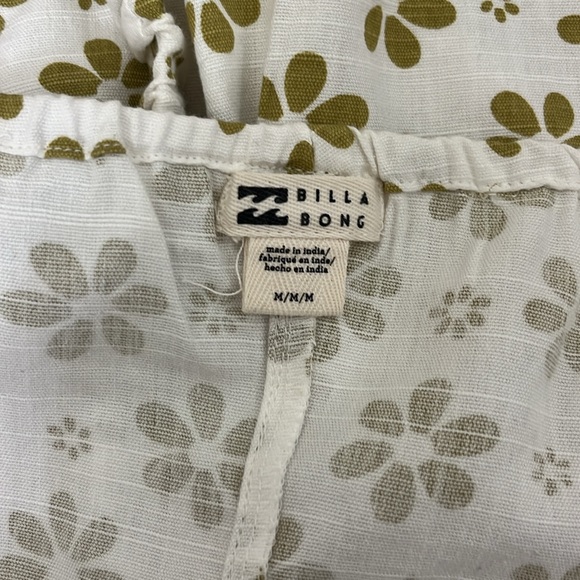 BILLA
BONG
made in india/
fabriqué en inde/
hecho en india
M/M/M